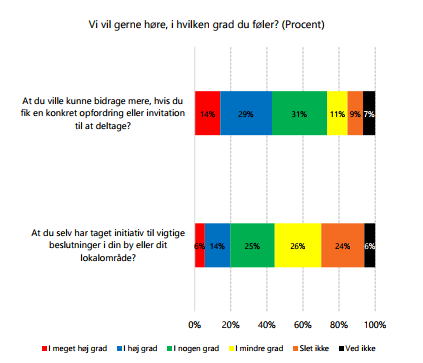 Vi vil gerne høre, i hvilken grad du føler? (Procent)
At du ville kunne bidrage mere, hvis du
fik en konkret opfordring eller invitation
til at deltage?
14% 29% 31% 11% 9% 7%
At du selv har taget initiativ til vigtige
beslutninger i din by eller dit
lokalområde?
6% 14% 25% 26% 24% 6%
0% 20% 40% 60% 80% 100%
I meget høj grad I høj grad I nogen grad I mindre grad Slet ikke Ved ikke